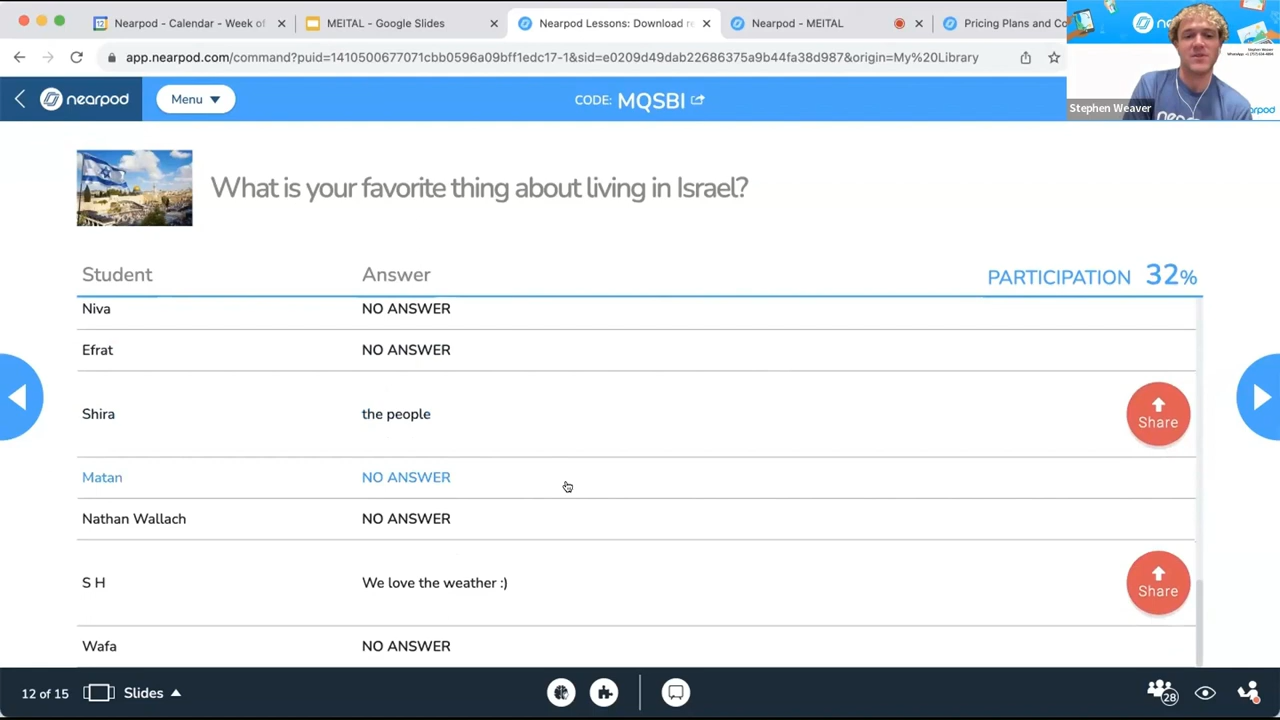 Nearpod - Calendar - Week of
MEITAL - Google Slides
Nearpod Lessons: Download re
Nearpod - MEITAL
Pricing Plans and Co
app.nearpod.com/command?puid=1410500677071cbb0596a09bff1edc17
origin=My%20Library
Stephen Weaver
nearpod
Menu
CODE: MQSBI
What is your favorite thing about living in Israel?
Student Answer PARTICIPATION 32%
Niva NO ANSWER
Efrat NO ANSWER
Shira the people Share
Matan NO ANSWER
Nathan Wallach NO ANSWER
S H We love the weather :) Share
Wafa NO ANSWER
12 of 15 Slides 28